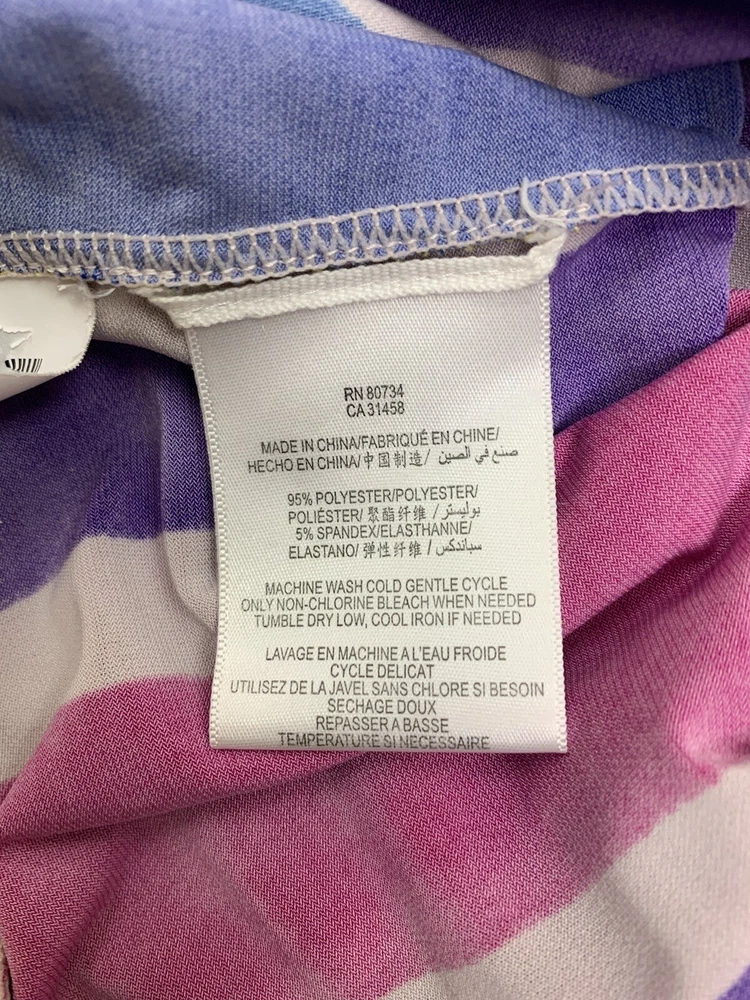 RN 80734
CA 31458
MADE IN CHINA/FABRIQUÉ EN CHINE/
HECHO EN CHINA/中国制造/ صنع في الصين
95% POLYESTER/POLYESTER/
POLIÉSTER/ 聚酯纤维 /بوليستر
5% SPANDEX/ELASTHANNE/
ELASTANO/ 弹性纤维 / سباندكس
MACHINE WASH COLD GENTLE CYCLE
ONLY NON-CHLORINE BLEACH WHEN NEEDED
TUMBLE DRY LOW, COOL IRON IF NEEDED
LAVAGE EN MACHINE A L'EAU FROIDE
CYCLE DELICAT
UTILISEZ DE LA JAVEL SANS CHLORE SI BESOIN
SECHAGE DOUX
REPASSER A BASSE
TEMPERATURE SI NECESSAIRE